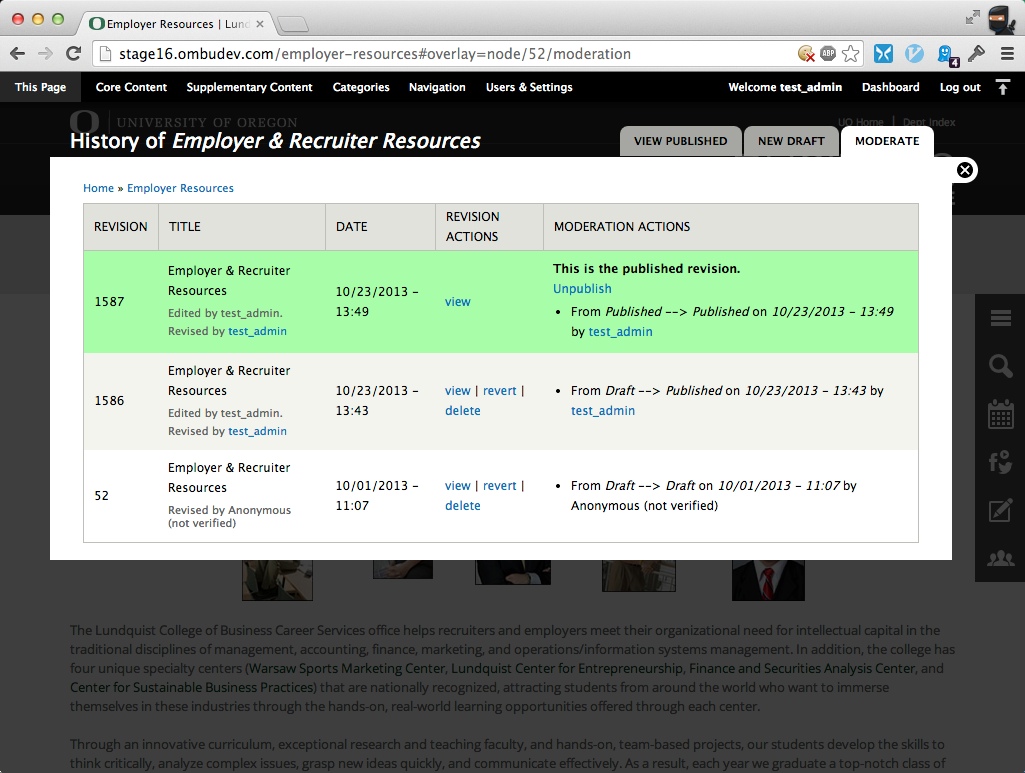 Employer Resources | Lund
stage16.ombudev.com/employer-resources#overlay=node/52/moderation
ABP
4
This Page Core Content Supplementary Content Categories Navigation Users & Settings Welcome test_admin Dashboard Log out
O UNIVERSITY OF OREGON UO Home | Dept Index
History of Employer & Recruiter Resources
VIEW PUBLISHED NEW DRAFT MODERATE
Home » Employer Resources
REVISION TITLE DATE REVISION ACTIONS MODERATION ACTIONS
1587
Employer & Recruiter
Resources
Edited by test_admin.
Revised by test_admin
10/23/2013 –
13:49
view
This is the published revision.
Unpublish
• From Published --> Published on 10/23/2013 – 13:49
by test_admin
1586
Employer & Recruiter
Resources
Edited by test_admin.
Revised by test_admin
10/23/2013 –
13:43
view | revert |
delete
• From Draft --> Published on 10/23/2013 – 13:43 by
test_admin
52
Employer & Recruiter
Resources
Revised by Anonymous
(not verified)
10/01/2013 –
11:07
view | revert |
delete
• From Draft --> Draft on 10/01/2013 – 11:07 by
Anonymous (not verified)
The Lundquist College of Business Career Services office helps recruiters and employers meet their organizational need for intellectual capital in the
traditional disciplines of management, accounting, finance, marketing, and operations/information systems management. In addition, the college has
four unique specialty centers (Warsaw Sports Marketing Center, Lundquist Center for Entrepreneurship, Finance and Securities Analysis Center, and
Center for Sustainable Business Practices) that are nationally recognized, attracting students from around the world who want to immerse
themselves in these industries through the hands-on, real-world learning opportunities offered through each center.
Through an innovative curriculum, exceptional research and teaching faculty, and hands-on, team-based projects, our students develop the skills to
think critically, analyze complex issues, grasp new ideas quickly, and communicate effectively. As a result, each year we graduate a top-notch class of